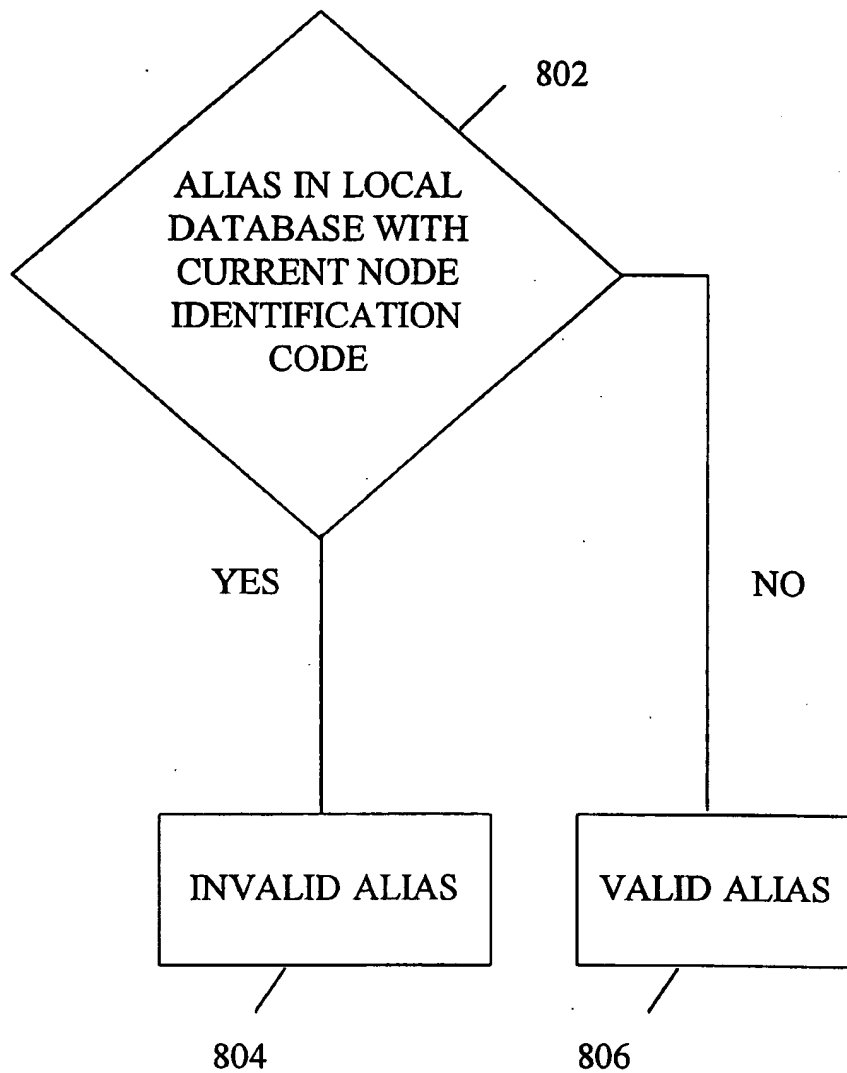 802
ALIAS IN LOCAL
DATABASE WITH
CURRENT NODE
IDENTIFICATION
CODE
YES
NO
INVALID ALIAS
VALID ALIAS
804
806